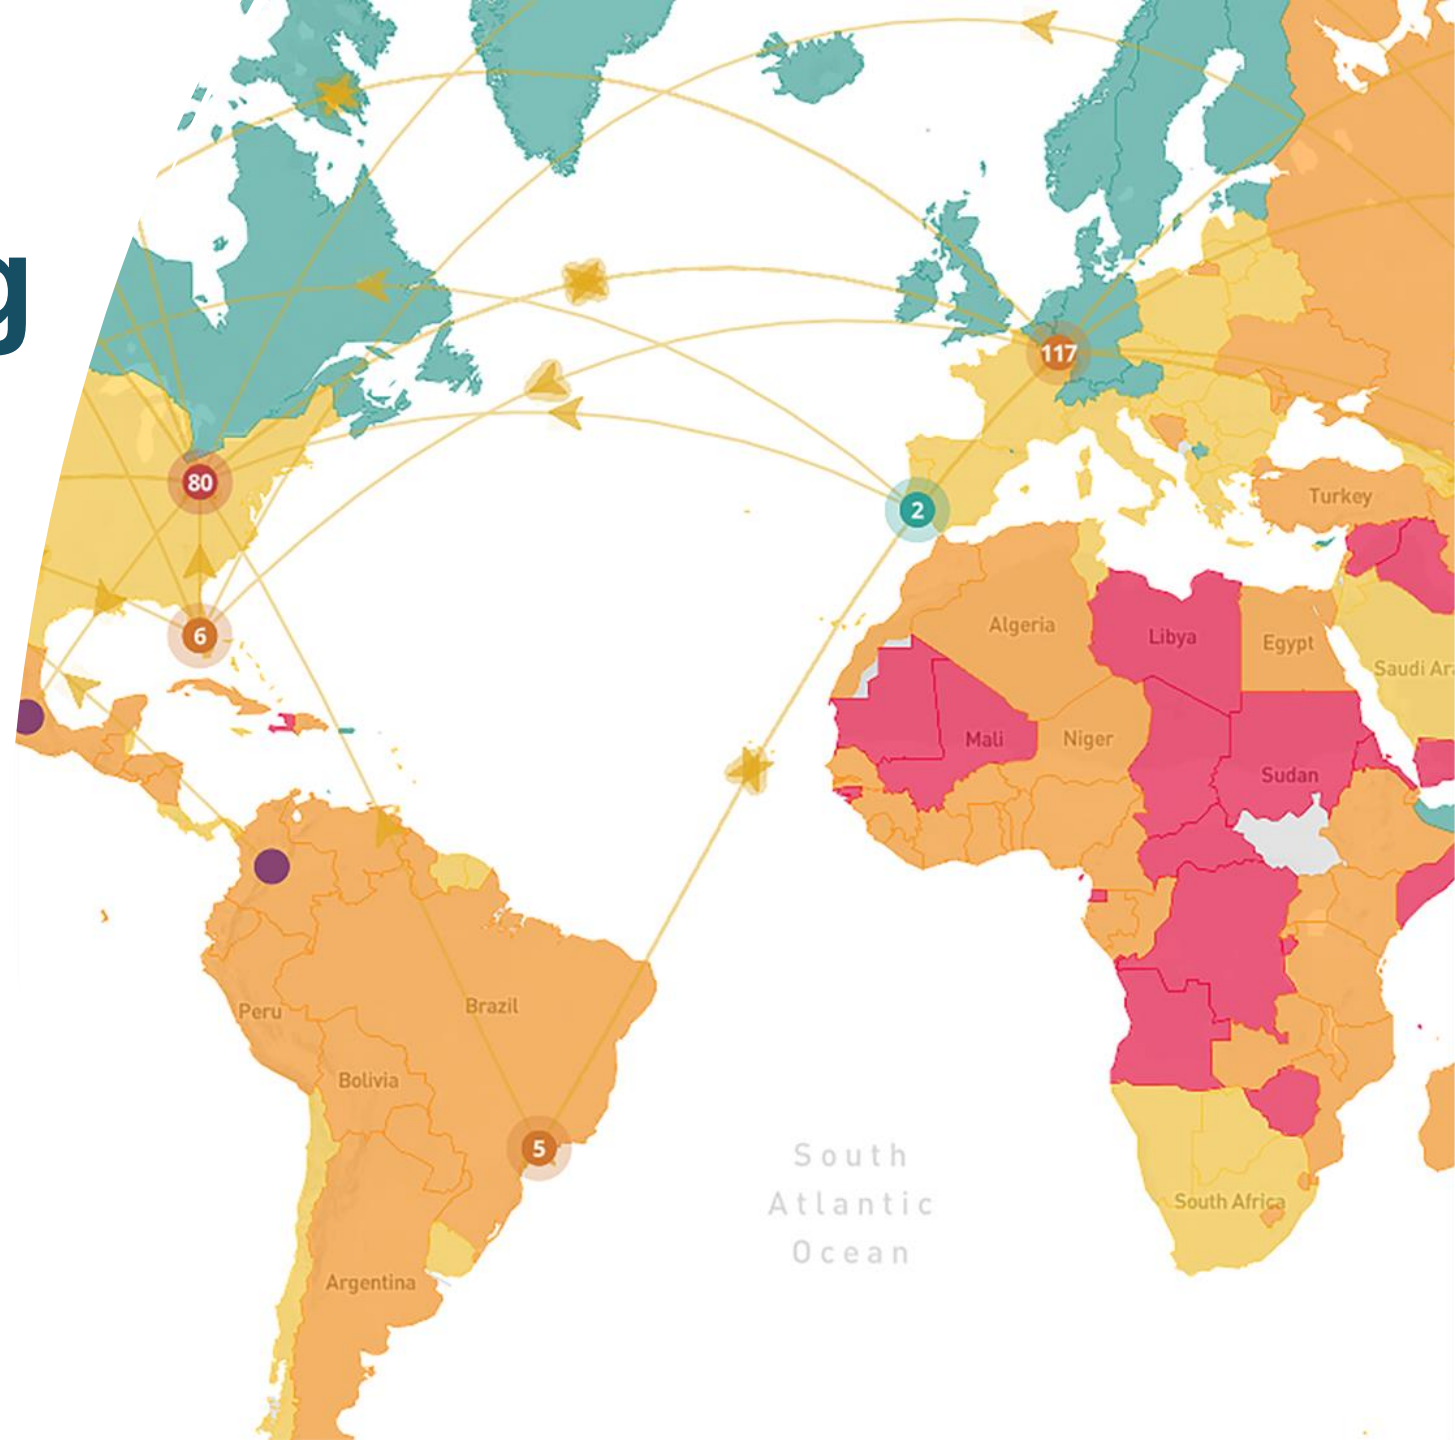 g
117
80
2
Turkey
Algeria
Libya
Egypt
6
Saudi Ar
Mali
Niger
Sudan
Peru
Brazil
Bolivia
5
South
Atlantic
Ocean
South Africa
Argentina